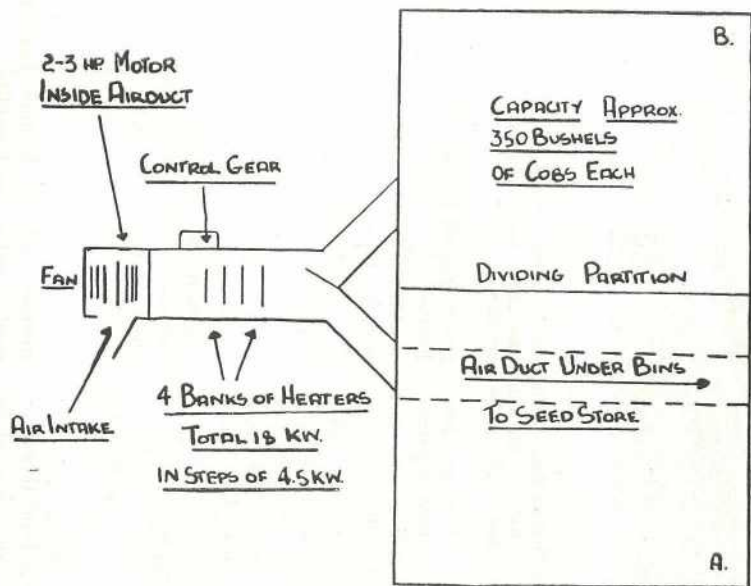 2-3 HP. MOTOR
INSIDE AIRDUCT
CONTROL GEAR
FAN
AIR INTAKE
4 BANKS OF HEATERS
TOTAL 18 KW.
IN STEPS OF 4.5 KW.
B.
CAPACITY APPROX.
350 BUSHELS
OF COBS EACH
DIVIDING PARTITION
AIR DUCT UNDER BINS
TO SEED STORE
A.